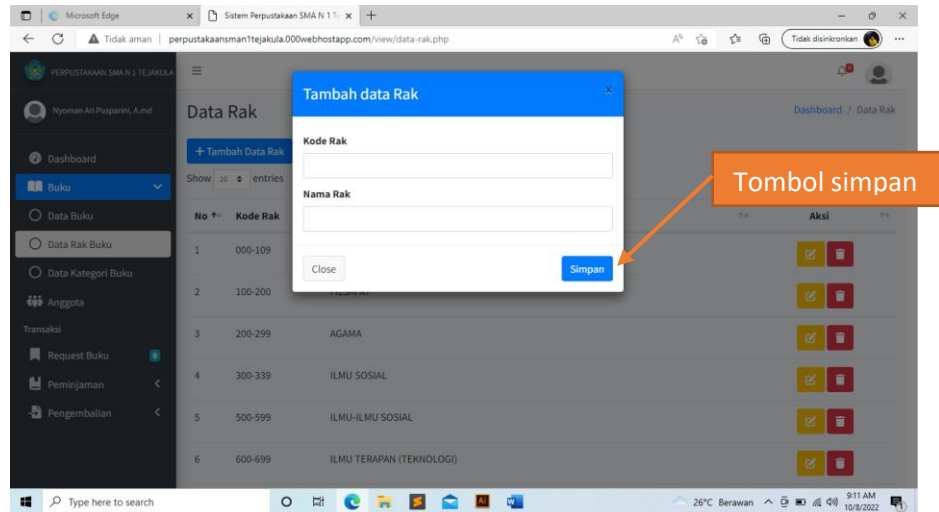 Microsoft Edge
Sistem Perpustakaan SMA N 1 Te
Tidak aman
perpustakaansman1tejakula.000webhostapp.com/view/data-rak.php
Tidak disinkronkan
PERPUSTAKAAN SMA N 1 TEJAKULA
Nyoman Ari Pusparini, A.md
Dashboard
Buku
Data Buku
Data Rak Buku
Data Kategori Buku
Anggota
Transaksi
Request Buku
0
Peminjaman
Pengembalian
Data Rak
Dashboard / Data Rak
+ Tambah Data Rak
Show 10 entries
Tambah data Rak
×
Kode Rak
Nama Rak
Close
Simpan
Tombol simpan
No Kode Rak Aksi
1 000-109
2 100-200 FILSAFAT
3 200-299 AGAMA
4 300-339 ILMU SOSIAL
5 500-599 ILMU-ILMU SOSIAL
6 600-699 ILMU TERAPAN (TEKNOLOGI)
Type here to search
26°C Berawan
9:11 AM
10/8/2022